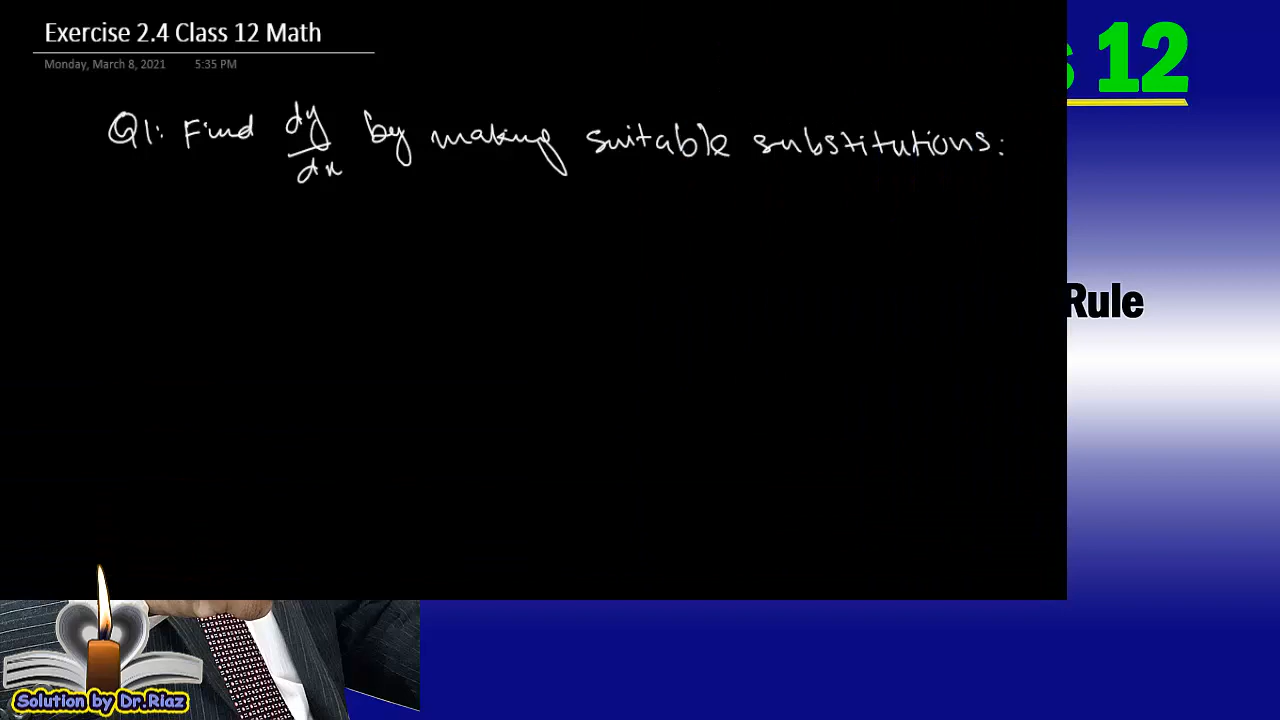 Exercise 2.4 Class 12 Math
12
Monday, March 8, 2021 5:35 PM
Q1: Find dy/dx by making suitable substitutions:
Rule
Solution by Dr.Riaz